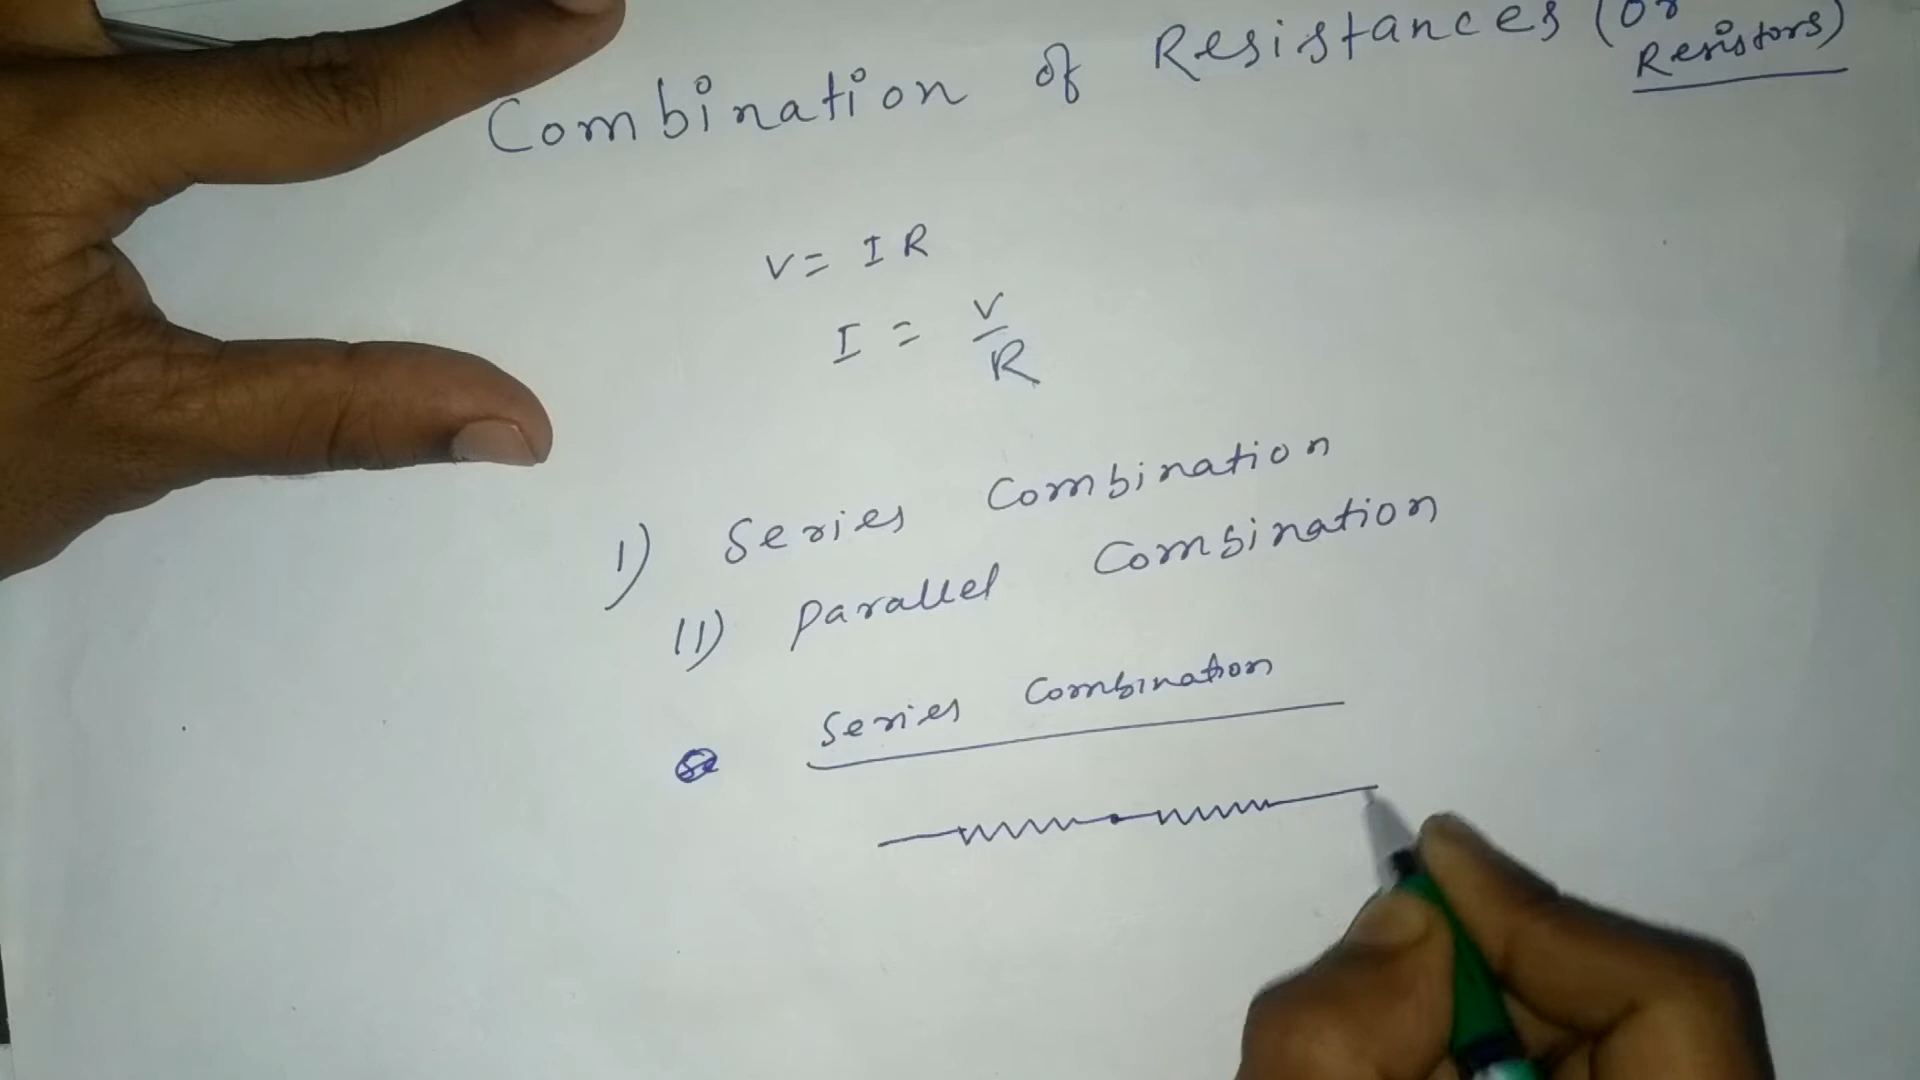 Combination of Resistances (or
Resistors)
V = IR
I = V/R
I) Series Combination
II) Parallel Combination
Series Combination